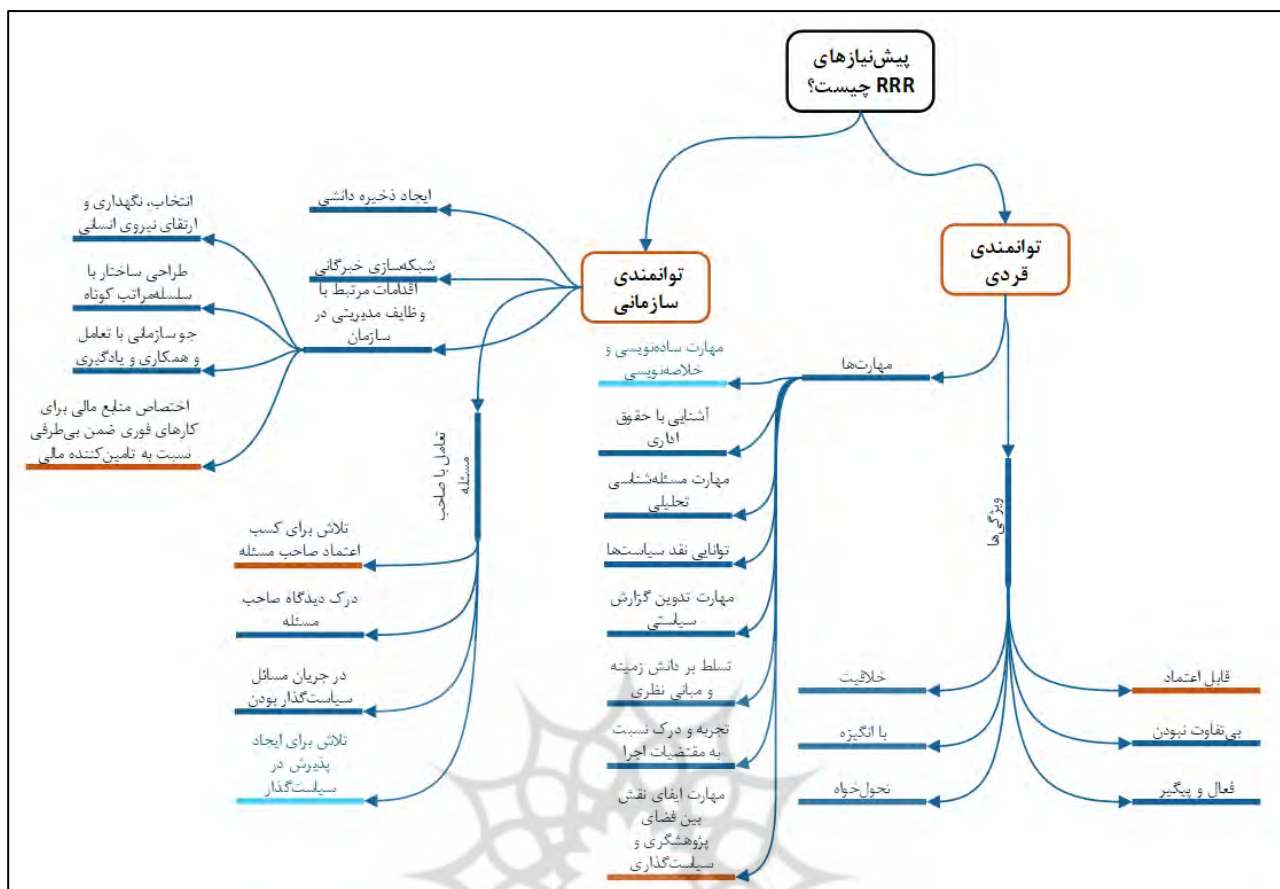 پیش‌نیازهای
RRR چیست؟
توانمندی
قردی
مهارت‌ها
مهارت ساده‌نویسی و
خلاصه‌نویسی
آشنایی با حقوق
اداری
مهارت مسئله‌شناسی
تحلیلی
توانایی نقد سیاست‌ها
مهارت تدوین گزارش
سیاستی
تسلط بر دانش زمینه
و مبانی نظری
تجربه و درک نسبت
به مقتضیات اجرا
مهارت ایفای نقش
بین فضای
پژوهشگری و
سیاست‌گذاری
ویژگی‌ها
قابل اعتماد
بی‌تفاوت نبودن
فعال و پیگیر
خلاقیت
با انگیزه
تحول‌خواه
توانمندی
سازمانی
ایجاد ذخیره دانشی
شبکه‌سازی خبرگانی
اقدامات مرتبط با
وظایف مدیریتی در
سازمان
انتخاب، نگهداری و
ارتقای نیروی انسانی
طراحی ساختار با
سلسله‌مراتب کوتاه
جو سازمانی با تعامل
و همکاری و یادگیری
اختصاص منابع مالی برای
کارهای فوری ضمن بی‌طرفی
نسبت به تامین‌کننده مالی
تعامل با صاحب
مسئله
تلاش برای کسب
اعتماد صاحب مسئله
درک دیدگاه صاحب
مسئله
در جریان مسائل
سیاست‌گذار بودن
تلاش برای ایجاد
پذیرش در
سیاست‌گذار